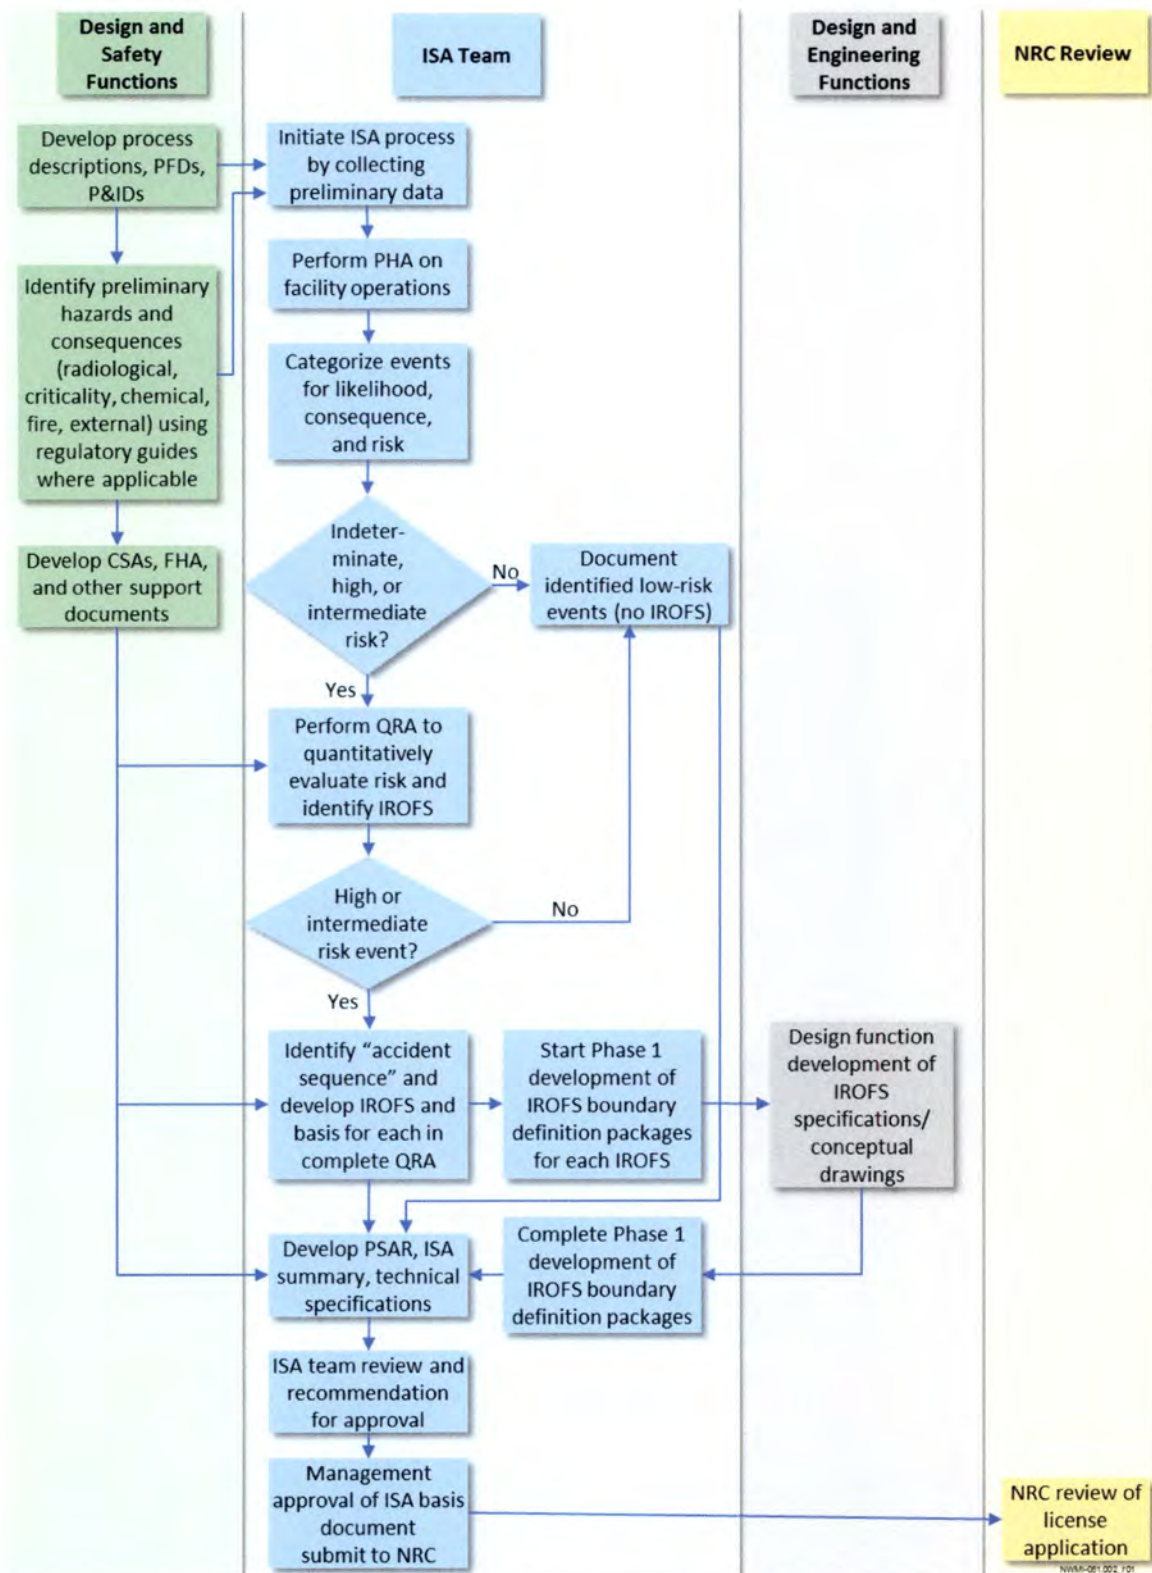 Design and
Safety
Functions
ISA Team
Design and
Engineering
Functions
NRC Review
Develop process
descriptions, PFDs,
P&IDs
Initiate ISA process
by collecting
preliminary data
Perform PHA on
facility operations
Identify preliminary
hazards and
consequences
(radiological,
criticality, chemical,
fire, external) using
regulatory guides
where applicable
Categorize events
for likelihood,
consequence,
and risk
Develop CSAs, FHA,
and other support
documents
Indeter-
minate,
high, or
intermediate
risk?
No
Document
identified low-risk
events (no IROFS)
Yes
Perform QRA to
quantitatively
evaluate risk and
identify IROFS
High or
intermediate
risk event?
No
Yes
Identify “accident
sequence” and
develop IROFS and
basis for each in
complete QRA
Start Phase 1
development of
IROFS boundary
definition packages
for each IROFS
Design function
development of
IROFS
specifications/
conceptual
drawings
Develop PSAR, ISA
summary, technical
specifications
Complete Phase 1
development of
IROFS boundary
definition packages
ISA team review and
recommendation
for approval
Management
approval of ISA basis
document
submit to NRC
NRC review of
license
application
NWMI-081.002_r01